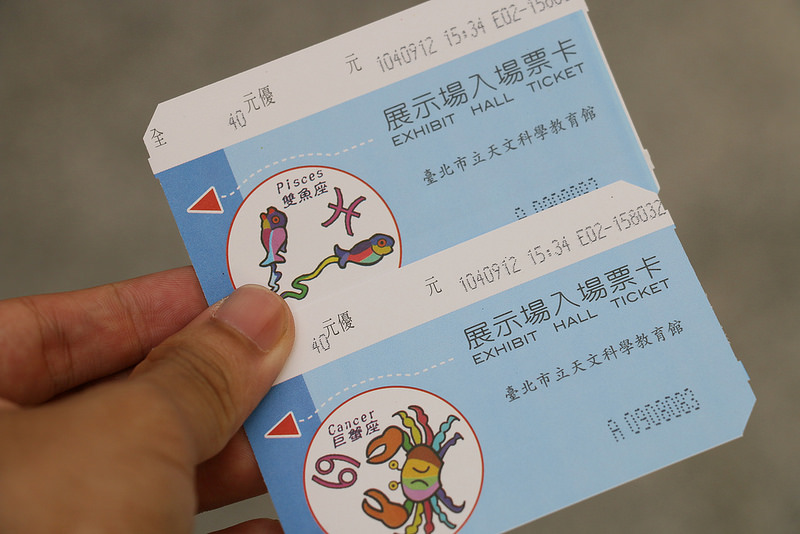 全
40元優
元 1040912 15:34 E02-15803
展示場入場票卡
EXHIBIT HALL TICKET
臺北市立天文科學教育館
Pisces
雙魚座
40元優
元 1040912 15:34 E02-158032
展示場入場票卡
EXHIBIT HALL TICKET
臺北市立天文科學教育館
A 0908083
Cancer
巨蟹座